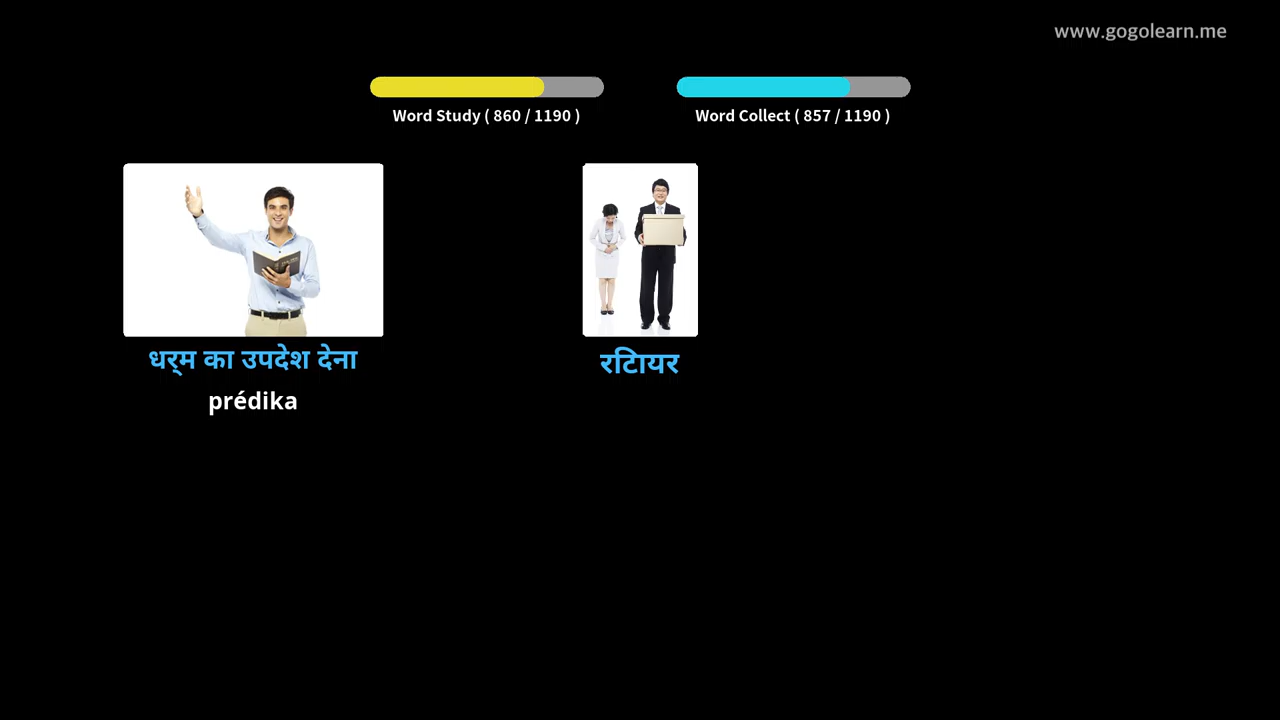 www.gogolearn.me
Word Study ( 860 / 1190 )
Word Collect ( 857 / 1190 )
धर्म का उपदेश देना
prédika
रिटायर